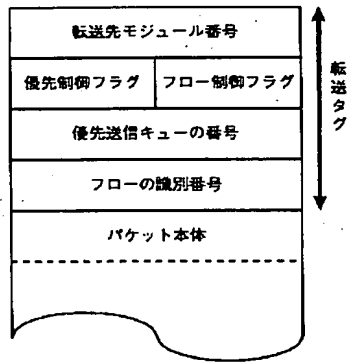 転送先モジュール番号
優先制御フラグ
フロー制御フラグ
優先送信キューの番号
フローの識別番号
パケット本体
転送タグ